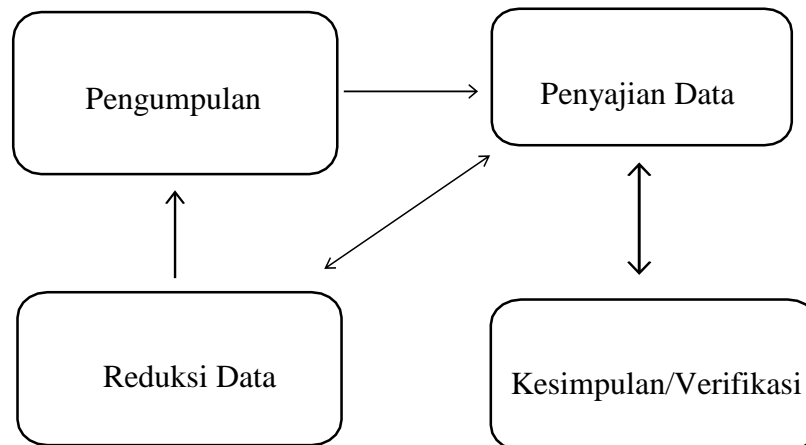 Pengumpulan
Penyajian Data
Reduksi Data
Kesimpulan/Verifikasi